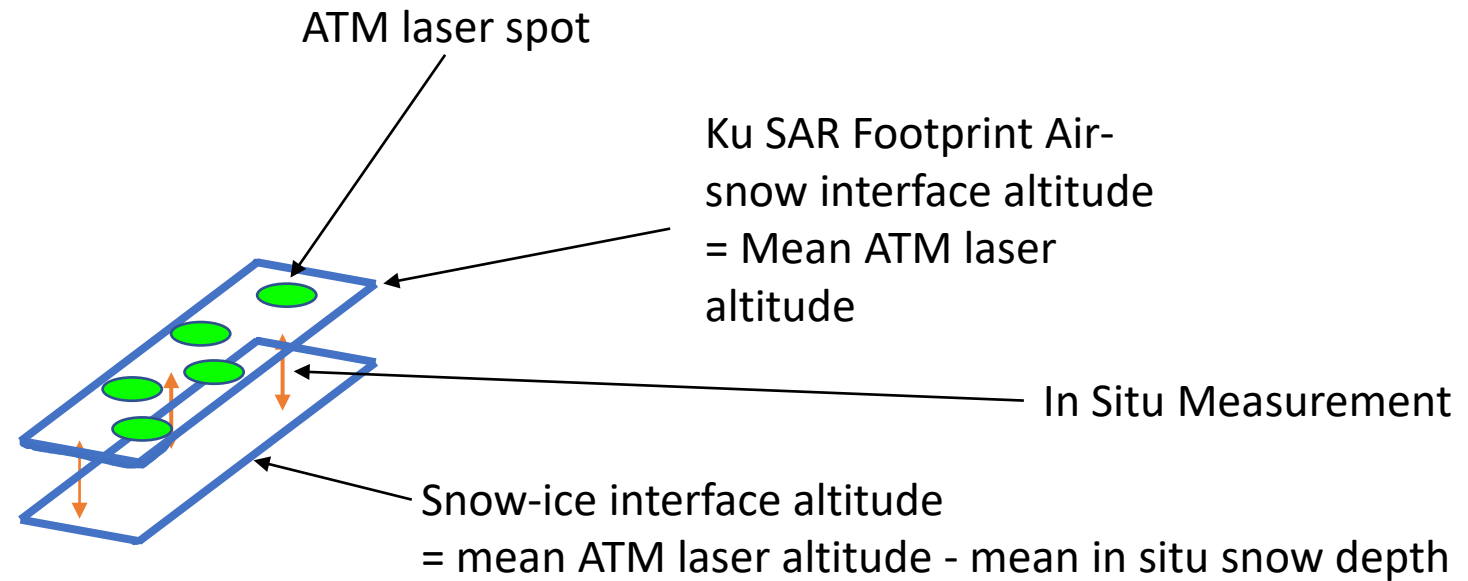 ATM laser spot
Ku SAR Footprint Air-
snow interface altitude
= Mean ATM laser
altitude
In Situ Measurement
Snow-ice interface altitude
= mean ATM laser altitude - mean in situ snow depth